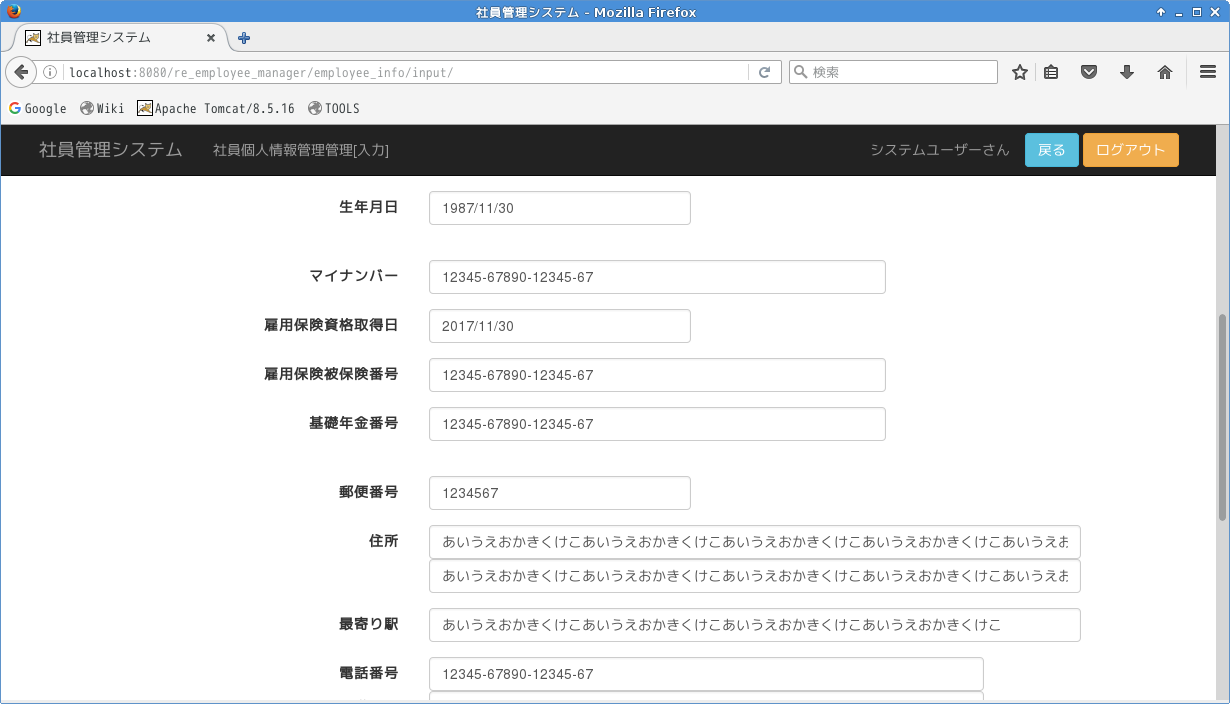 社員管理システム - Mozilla Firefox
社員管理システム
localhost:8080/re_employee_manager/employee_info/input/
検索
Google Wiki Apache Tomcat/8.5.16 TOOLS
社員管理システム 社員個人情報管理管理[入力] システムユーザーさん 戻る ログアウト
生年月日 1987/11/30
マイナンバー 12345-67890-12345-67
雇用保険資格取得日 2017/11/30
雇用保険被保険番号 12345-67890-12345-67
基礎年金番号 12345-67890-12345-67
郵便番号 1234567
住所 あいうえおかきくけこあいうえおかきくけこあいうえおかきくけこあいうえおかきくけこあいうえお
あいうえおかきくけこあいうえおかきくけこあいうえおかきくけこあいうえおかきくけこあいうえお
最寄り駅 あいうえおかきくけこあいうえおかきくけこあいうえおかきくけこあいうえおかきくけこ
電話番号 12345-67890-12345-67